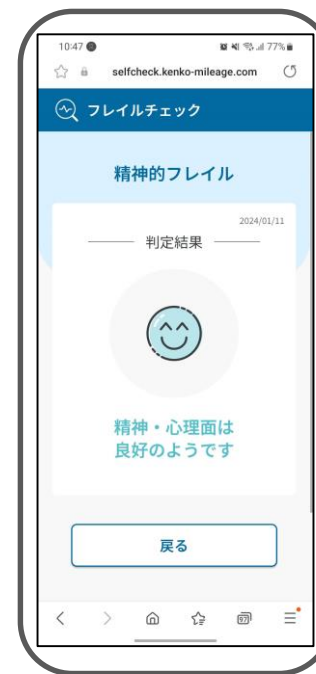 10:47
77%
selfcheck.kenko-mileage.com
フレイルチェック
精神的フレイル
2024/01/11
判定結果
精神・心理面は
良好のようです
戻る
97